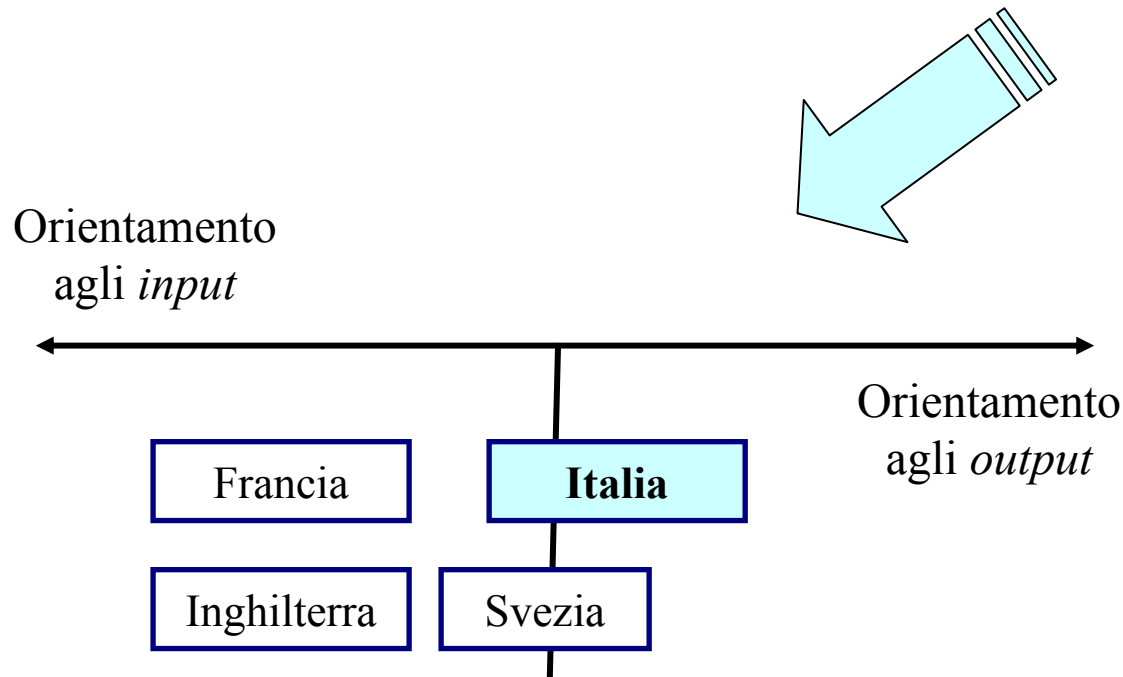 Orientamento
agli input
Orientamento
agli output
Francia
Italia
Inghilterra
Svezia